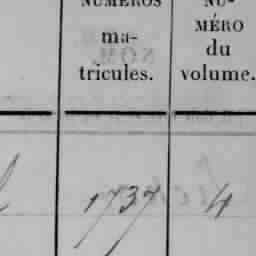 NUMÉROS
ma-
tricules.
NU-
MÉRO
du
volume.
1737
4